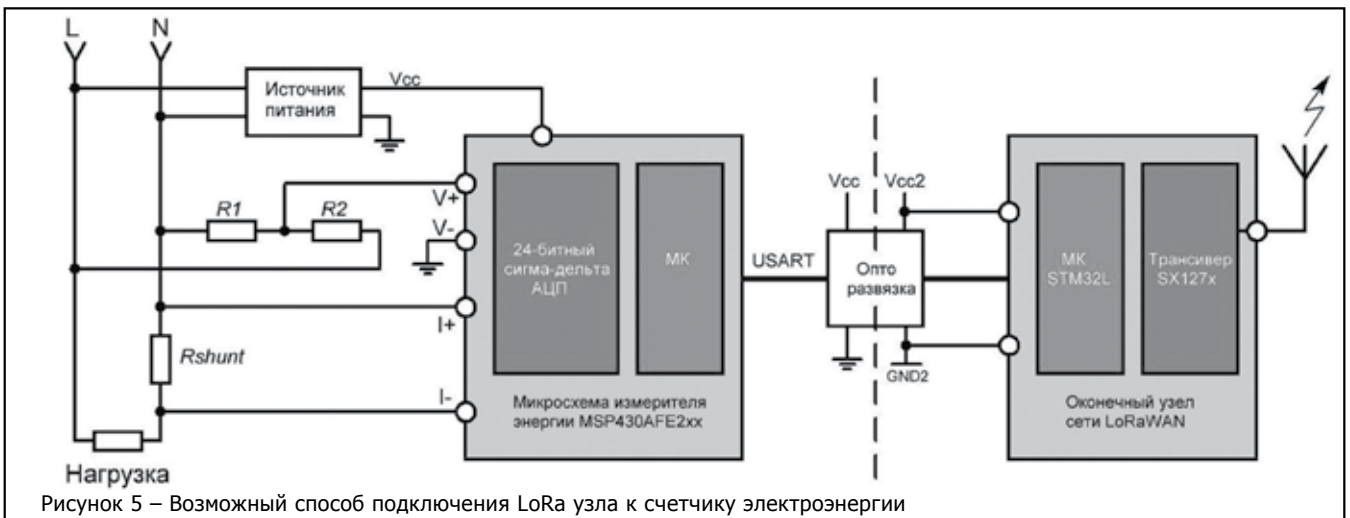 L N
Источник
питания
Vcc
R1 R2
V+
V-
I+
I-
Rshunt
Нагрузка
24-битный
сигма-дельта
АЦП
МК
Микросхема измерителя
энергии MSP430AFE2xx
USART
Vcc Vcc2
Опто
развязка
GND2
МК
STM32L
Трансивер
SX127x
Оконечный узел
сети LoRaWAN
Рисунок 5 – Возможный способ подключения LoRa узла к счетчику электроэнергии